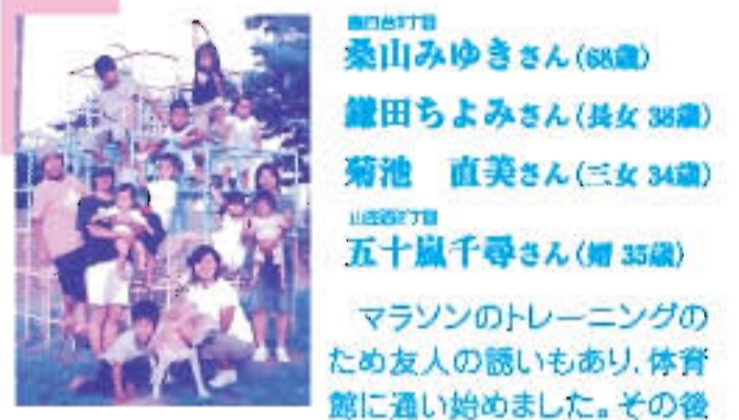 桑山みゆきさん（68歳）
鎌田ちよみさん（長女 38歳）
菊池　直美さん（三女 34歳）
五十嵐千尋さん（婿 35歳）
マラソンのトレーニングの
ため友人の誘いもあり、体育
館に通い始めました。その後